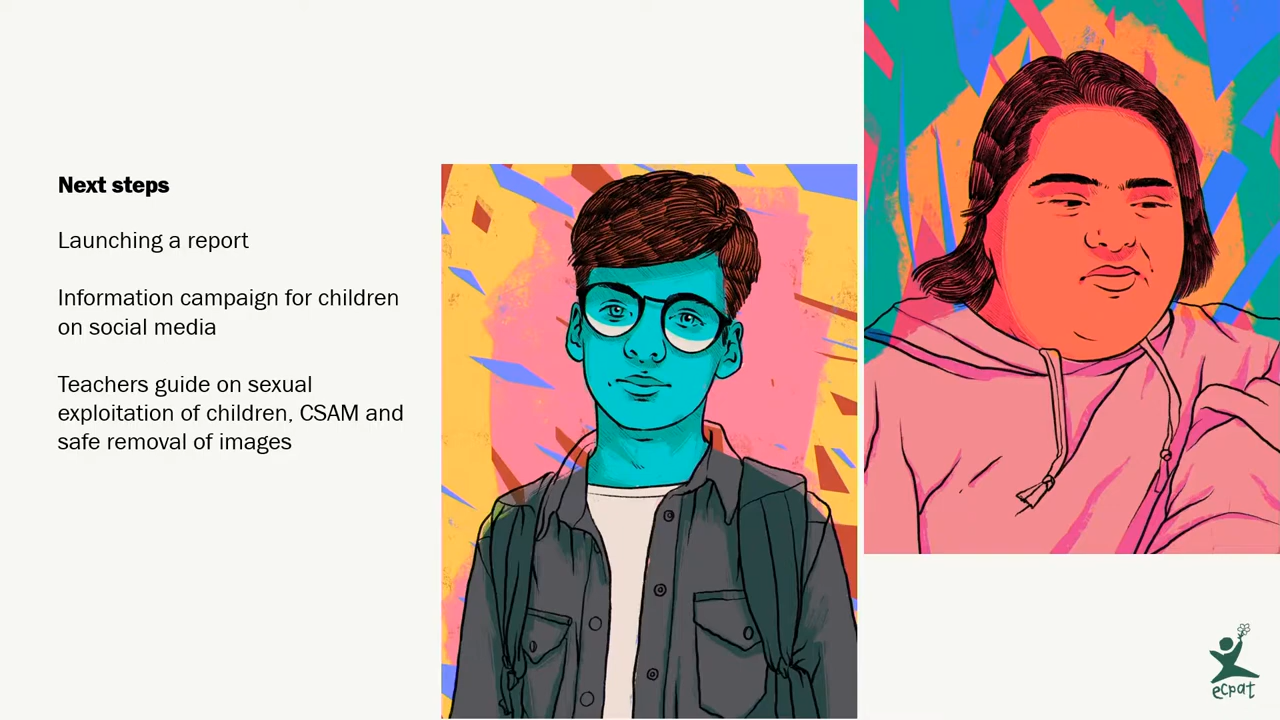 Next steps
Launching a report
Information campaign for children
on social media
Teachers guide on sexual
exploitation of children, CSAM and
safe removal of images
ecpat